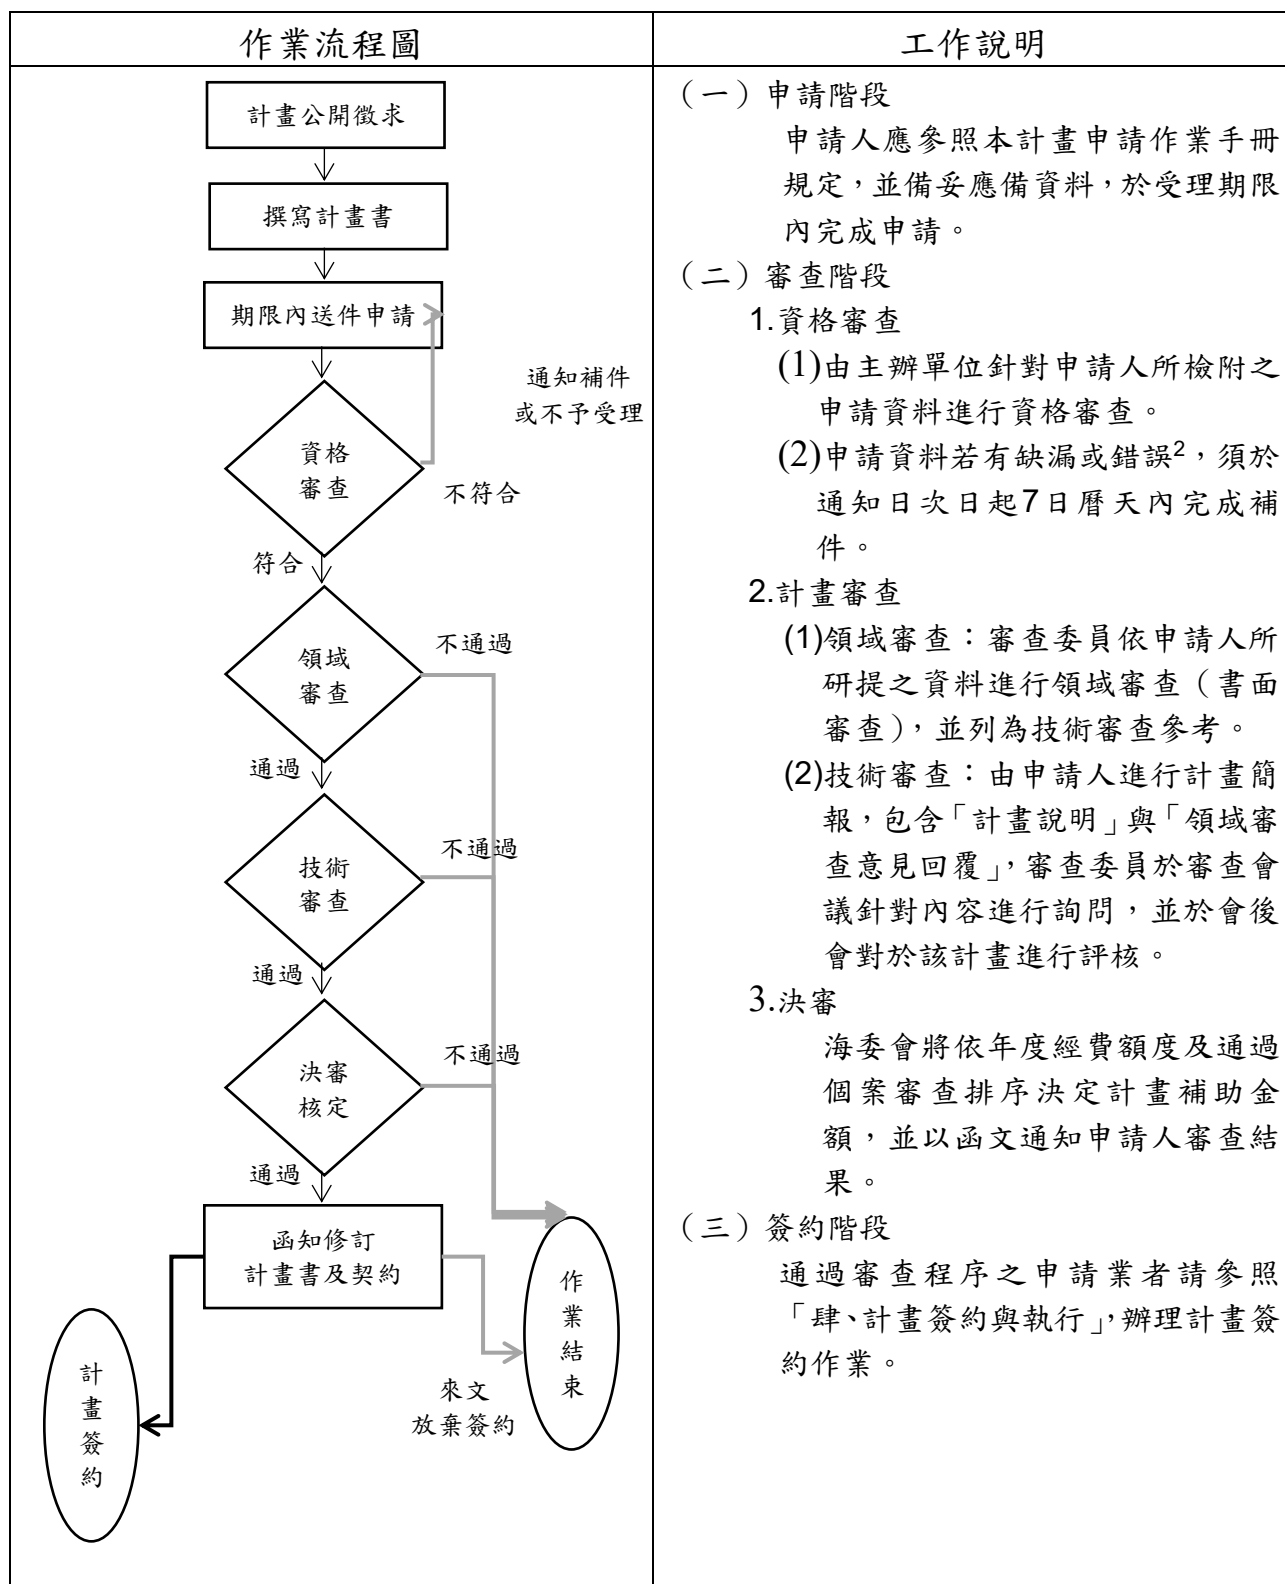 作業流程圖
計畫公開徵求
撰寫計畫書
期限內送件申請
通知補件
或不予受理
資格
審查
不符合
符合
領域
審查
不通過
通過
技術
審查
不通過
通過
決審
核定
不通過
通過
函知修訂
計畫書及契約
作
業
結
束
來文
放棄簽約
計
畫
簽
約
工作說明
（一）申請階段
申請人應參照本計畫申請作業手冊
規定，並備妥應備資料，於受理期限
內完成申請。
（二）審查階段
1.資格審查
(1)由主辦單位針對申請人所檢附之
申請資料進行資格審查。
(2)申請資料若有缺漏或錯誤2，須於
通知日次日起7日曆天內完成補
件。
2.計畫審查
(1)領域審查：審查委員依申請人所
研提之資料進行領域審查（書面
審查），並列為技術審查參考。
(2)技術審查：由申請人進行計畫簡
報，包含「計畫說明」與「領域審
查意見回覆」，審查委員於審查會
議針對內容進行詢問，並於會後
會對於該計畫進行評核。
3.決審
海委會將依年度經費額度及通過
個案審查排序決定計畫補助金
額，並以函文通知申請人審查結
果。
（三）簽約階段
通過審查程序之申請業者請參照
「肆、計畫簽約與執行」，辦理計畫簽
約作業。